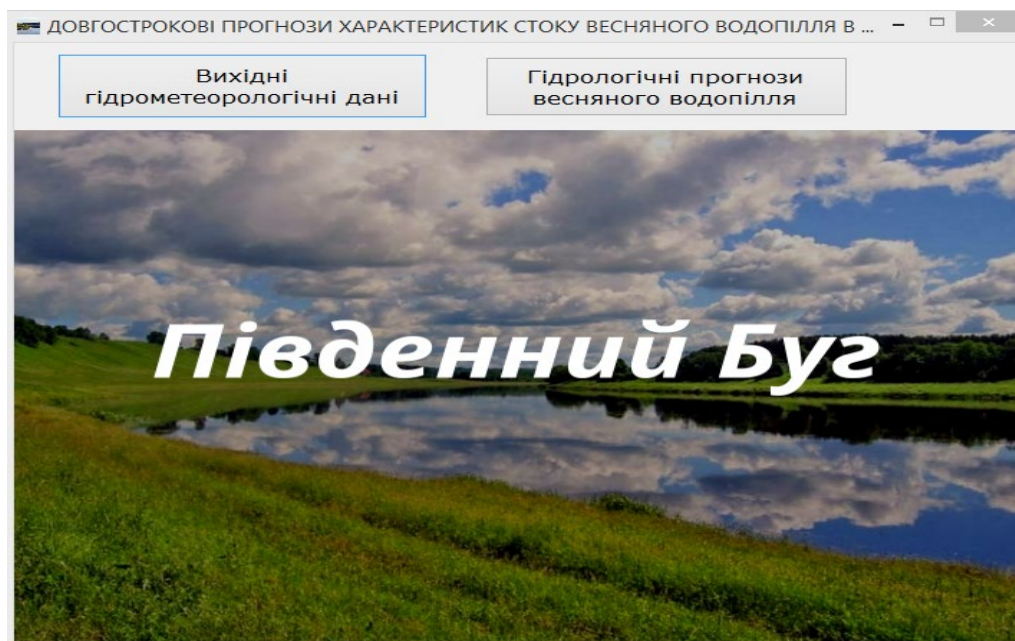 ДОВГОСТРОКОВІ ПРОГНОЗИ ХАРАКТЕРИСТИК СТОКУ ВЕСНЯНОГО ВОДОПІЛЛЯ В ...
Вихідні
гідрометеорологічні дані
Гідрологічні прогнози
весняного водопілля
Південний Буг